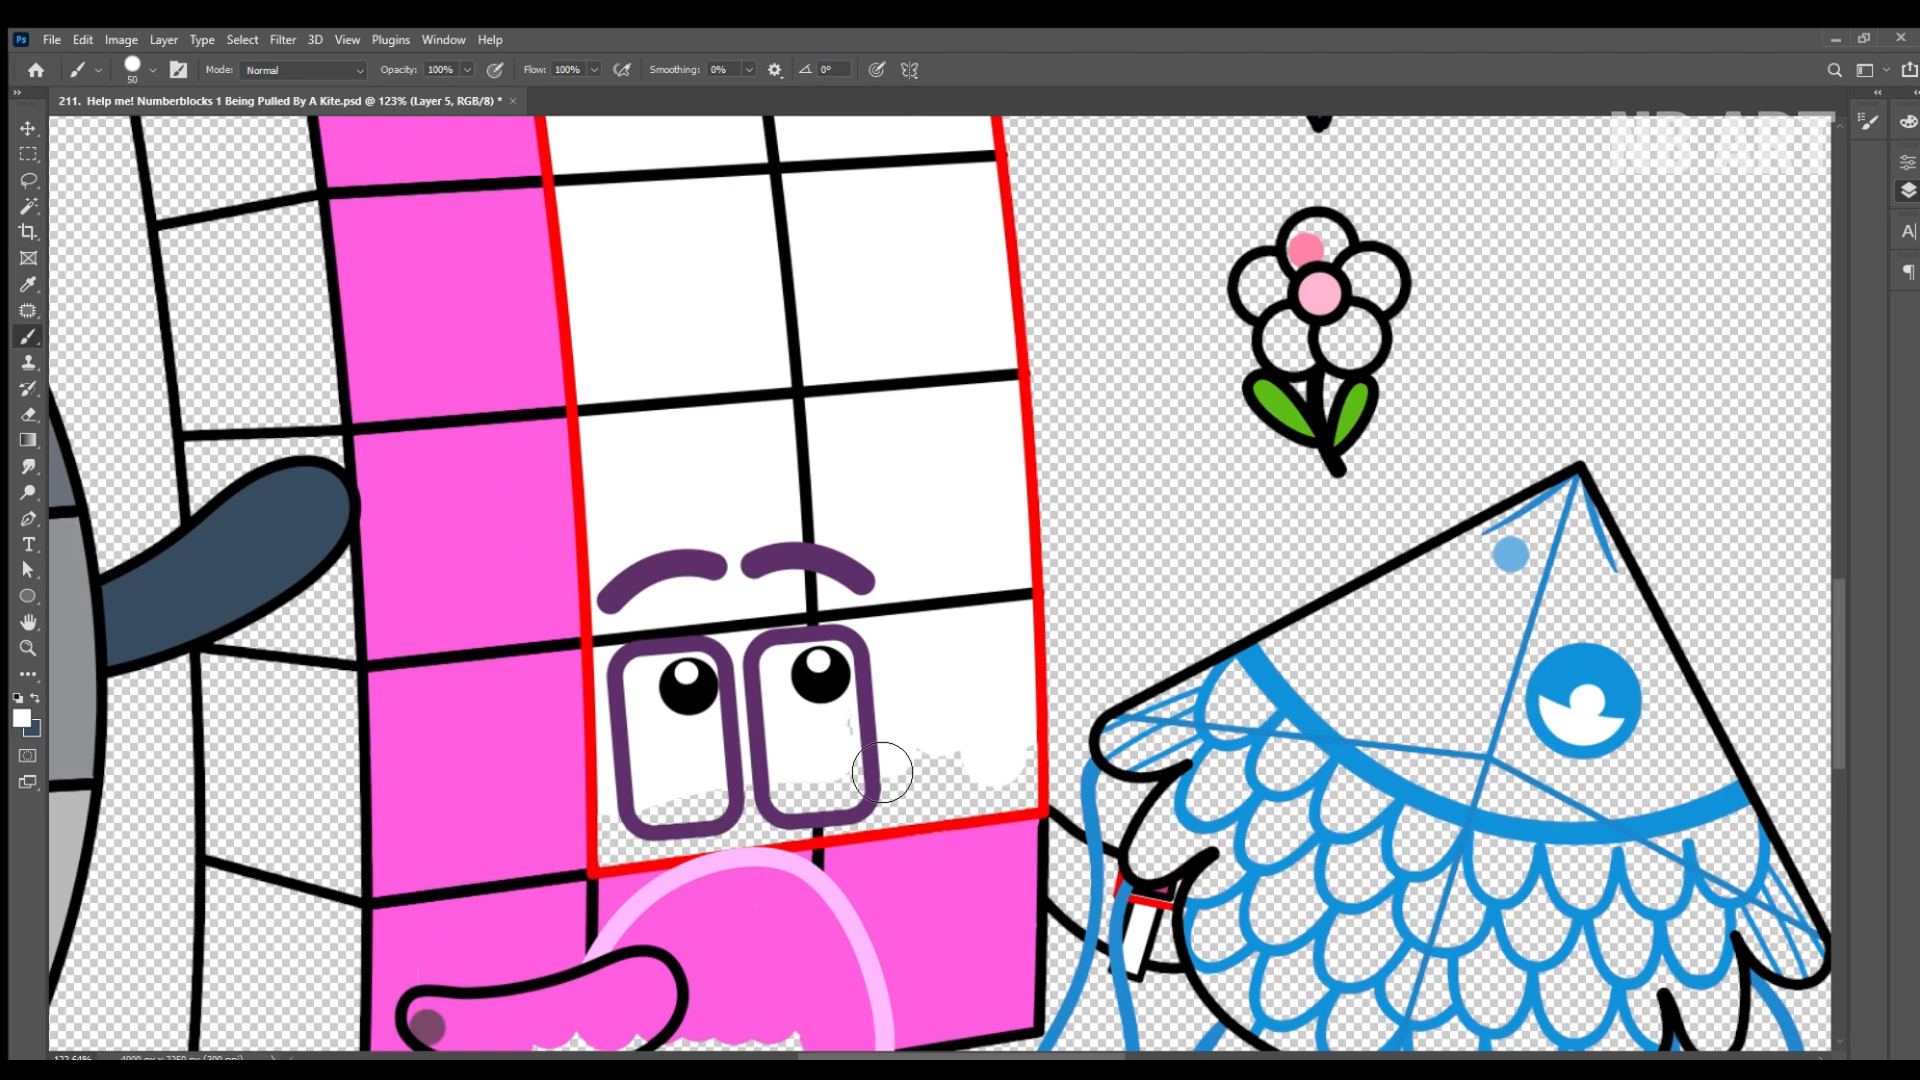 Ps File Edit Image Layer Type Select Filter 3D View Plugins Window Help
50 Mode: Normal Opacity: 100% Flow: 100% Smoothing: 0% 0°
211. Help me! Numberblocks 1 Being Pulled By A Kite.psd @ 123% (Layer 5, RGB/8) * ×
ND ART
T
A